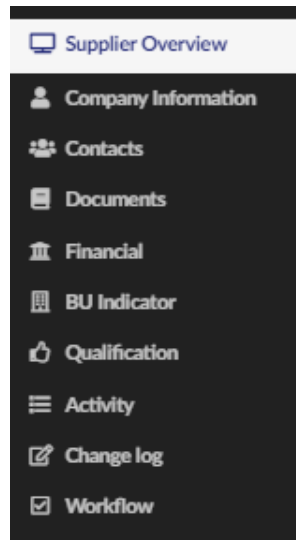 Supplier Overview
Company Information
Contacts
Documents
Financial
BU Indicator
Qualification
Activity
Change log
Workflow